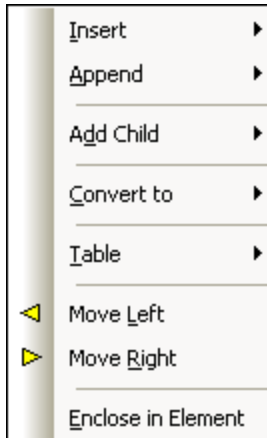 Insert
Append
Add Child
Convert to
Table
Move Left
Move Right
Enclose in Element